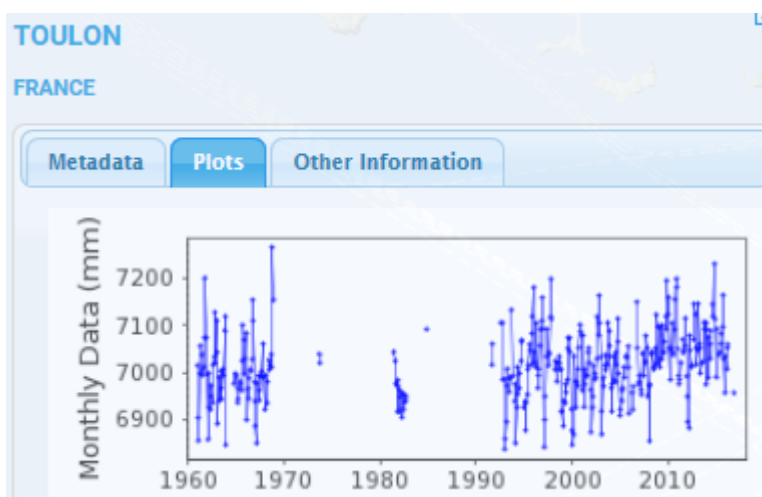 TOULON
FRANCE
Metadata Plots Other Information
Monthly Data (mm)
7200
7100
7000
6900
1960 1970 1980 1990 2000 2010